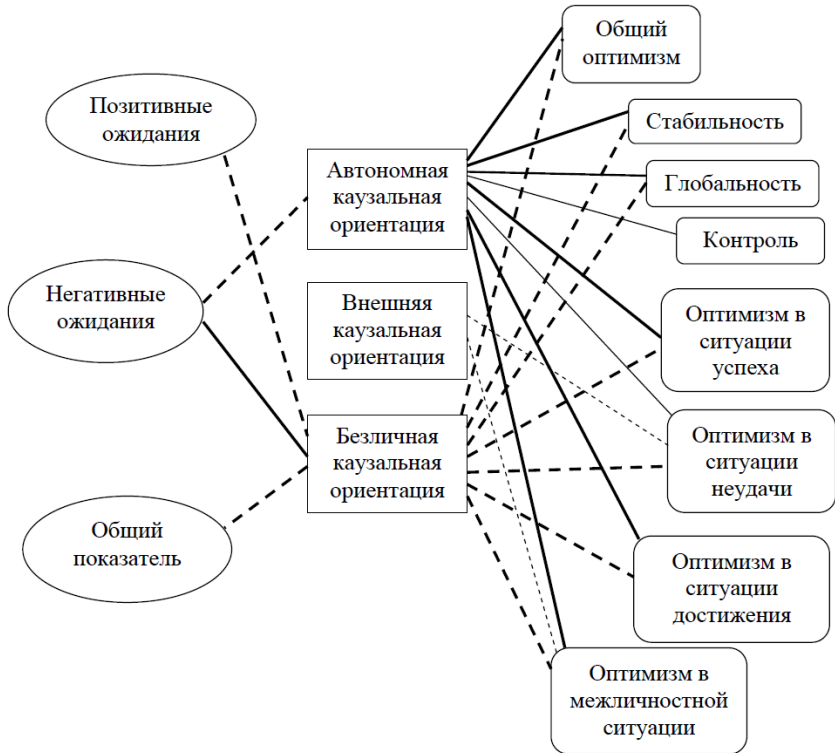 Общий
оптимизм
Позитивные
ожидания
Стабильность
Автономная
каузальная
ориентация
Глобальность
Контроль
Негативные
ожидания
Внешняя
каузальная
ориентация
Оптимизм в
ситуации
успеха
Безличная
каузальная
ориентация
Оптимизм в
ситуации
неудачи
Общий
показатель
Оптимизм в
ситуации
достижения
Оптимизм в
межличностной
ситуации